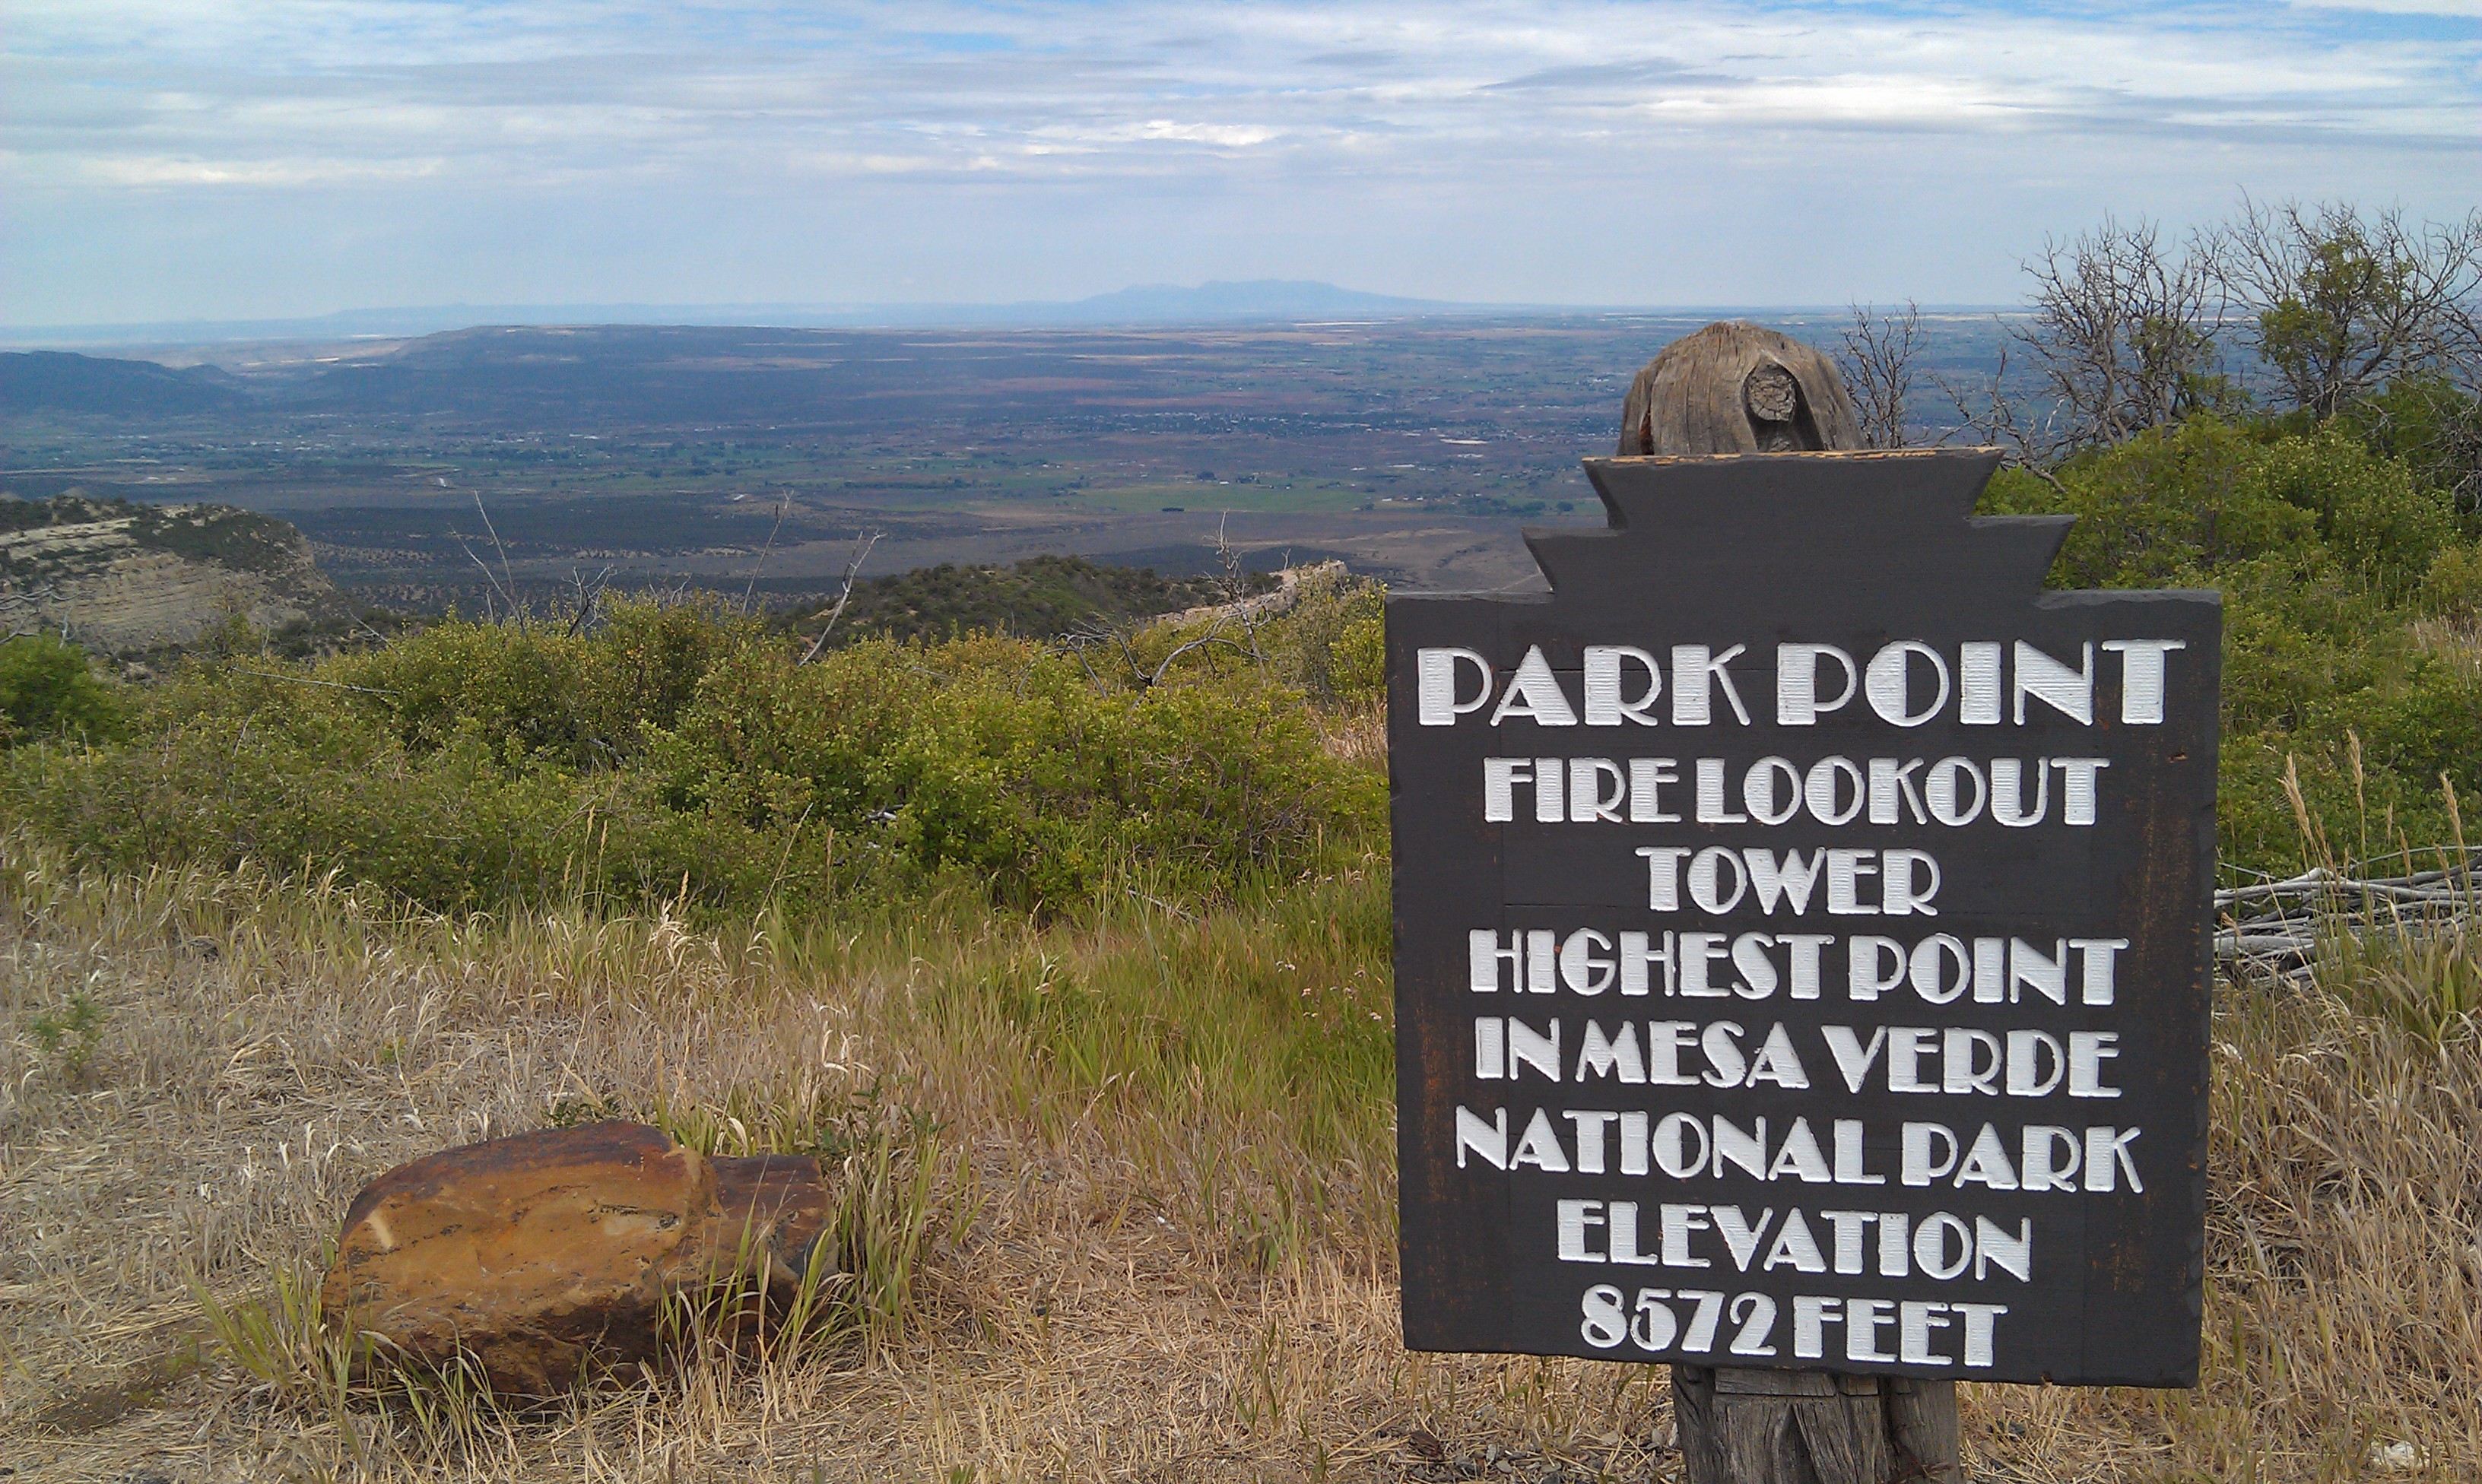 PARK POINT
FIRE LOOKOUT
TOWER
HIGHEST POINT
IN MESA VERDE
NATIONAL PARK
ELEVATION
8572 FEET